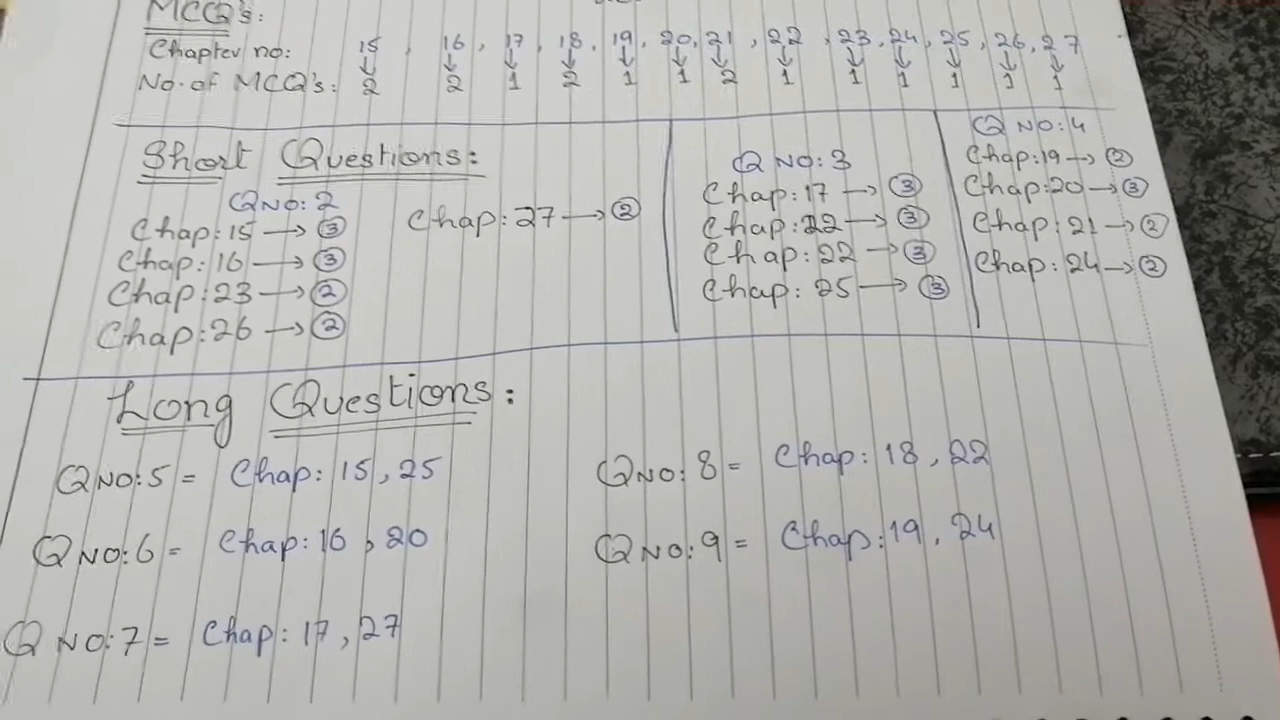 MCQ's:
Chapter no: 15, 16, 17, 18, 19, 20, 21, 22, 23, 24, 25, 26, 27
↓ ↓ ↓ ↓ ↓ ↓ ↓ ↓ ↓ ↓ ↓ ↓ ↓
No. of MCQ's: 2 2 1 2 1 1 2 1 1 1 1 1 1
Short Questions:
Q NO: 2
Chap: 15 → ③
Chap: 16 → ③
Chap: 23 → ②
Chap: 26 → ②
Chap: 27 → ②
Q NO: 3
Chap: 17 → ③
Chap: 22 → ③
Chap: 22 → ③
Chap: 25 → ③
Q NO: 4
Chap: 19 → ②
Chap: 20 → ③
Chap: 21 → ②
Chap: 24 → ②
Long Questions:
Q NO: 5 = Chap: 15, 25
Q NO: 6 = Chap: 16, 20
Q NO: 7 = Chap: 17, 27
Q NO: 8 = Chap: 18, 22
Q NO: 9 = Chap: 19, 24